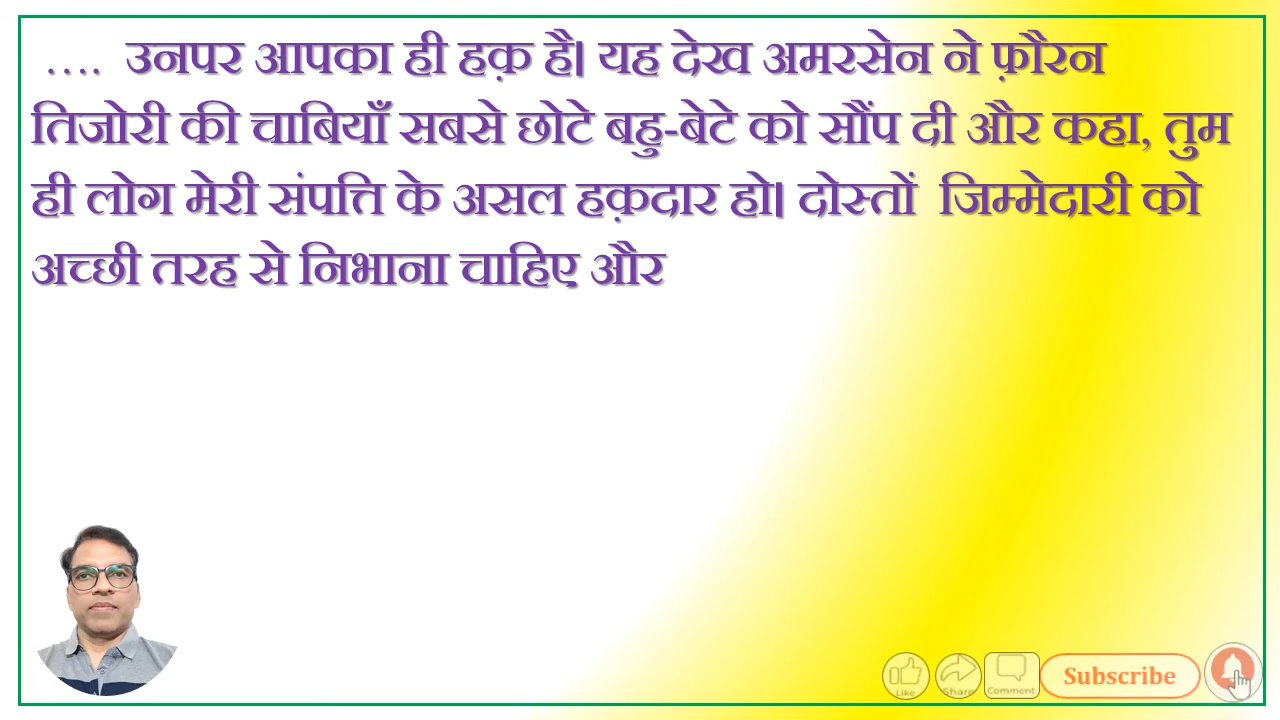 .... उनपर आपका ही हक़ है। यह देख अमरसेन ने फ़ौरन
तिजोरी की चाबियाँ सबसे छोटे बहु-बेटे को सौंप दी और कहा, तुम
ही लोग मेरी संपत्ति के असल हक़दार हो। दोस्तों जिम्मेदारी को
अच्छी तरह से निभाना चाहिए और
Like
Share
Comment
Subscribe